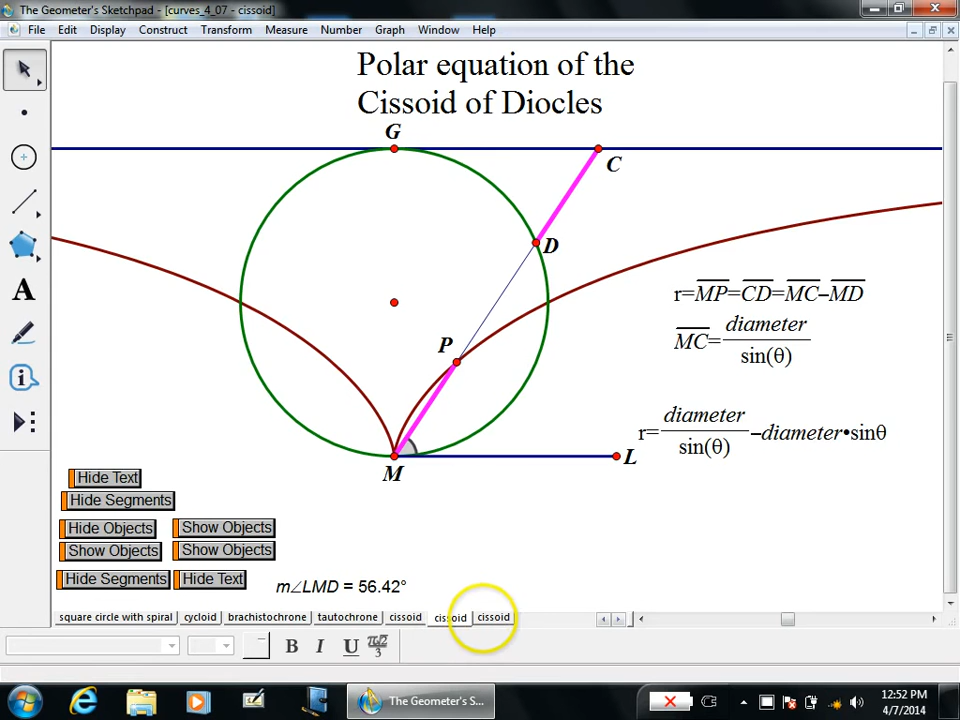 The Geometer's Sketchpad - [curves_4_07 - cissoid]
File Edit Display Construct Transform Measure Number Graph Window Help
Polar equation of the
Cissoid of Diocles
G
C
D
r=MP=CD=MC–MD
MC=diameter/sin(θ)
P
r=diameter/sin(θ)–diameter•sinθ
L
M
Hide Text
Hide Segments
Hide Objects Show Objects
Show Objects Show Objects
Hide Segments Hide Text
m∠LMD = 56.42°
square circle with spiral cycloid brachistochrone tautochrone cissoid cissoid cissoid
B I U π/2 3
The Geometer's S...
12:52 PM
4/7/2014